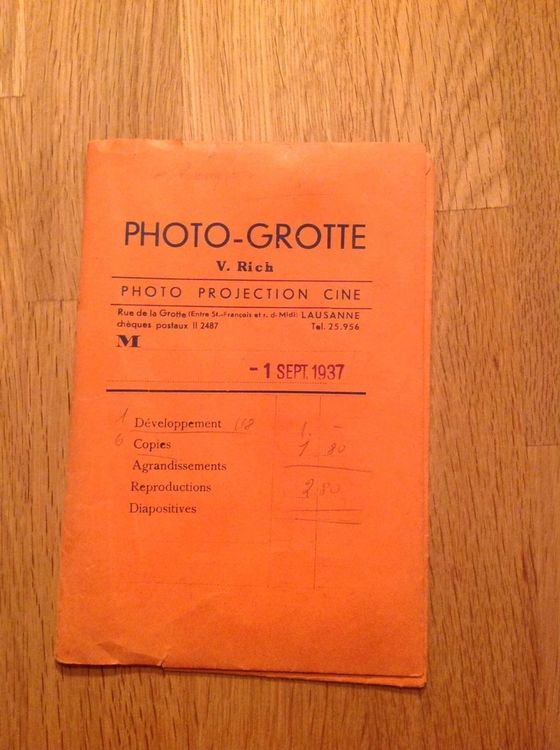 PHOTO-GROTTE
V. Rich
PHOTO PROJECTION CINE
Rue de la Grotte (Entre St.-François et r. d- Midi) LAUSANNE
chèques postaux II 2487 Tel. 25.956
M
- 1 SEPT. 1937
1 Développement 1.-
6 Copies 1 80
Agrandissements
Reproductions 2,80
Diapositives